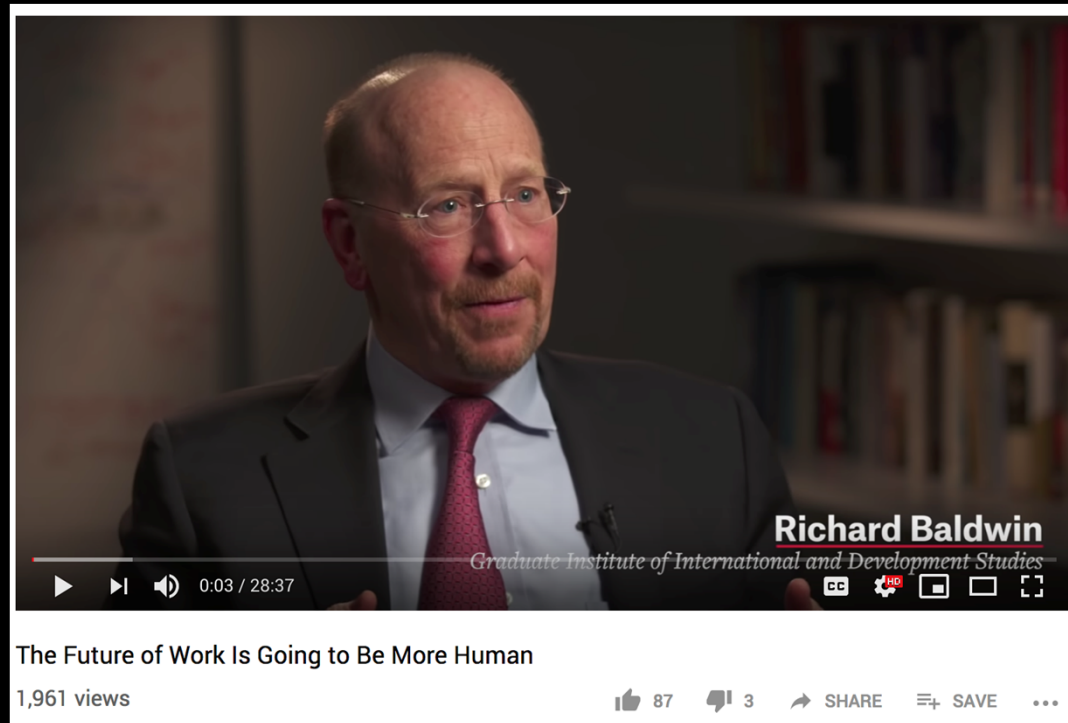 Richard Baldwin
Graduate Institute of International and Development Studies
0:03 / 28:37
CC
HD
The Future of Work Is Going to Be More Human
1,961 views
87
3
SHARE
SAVE